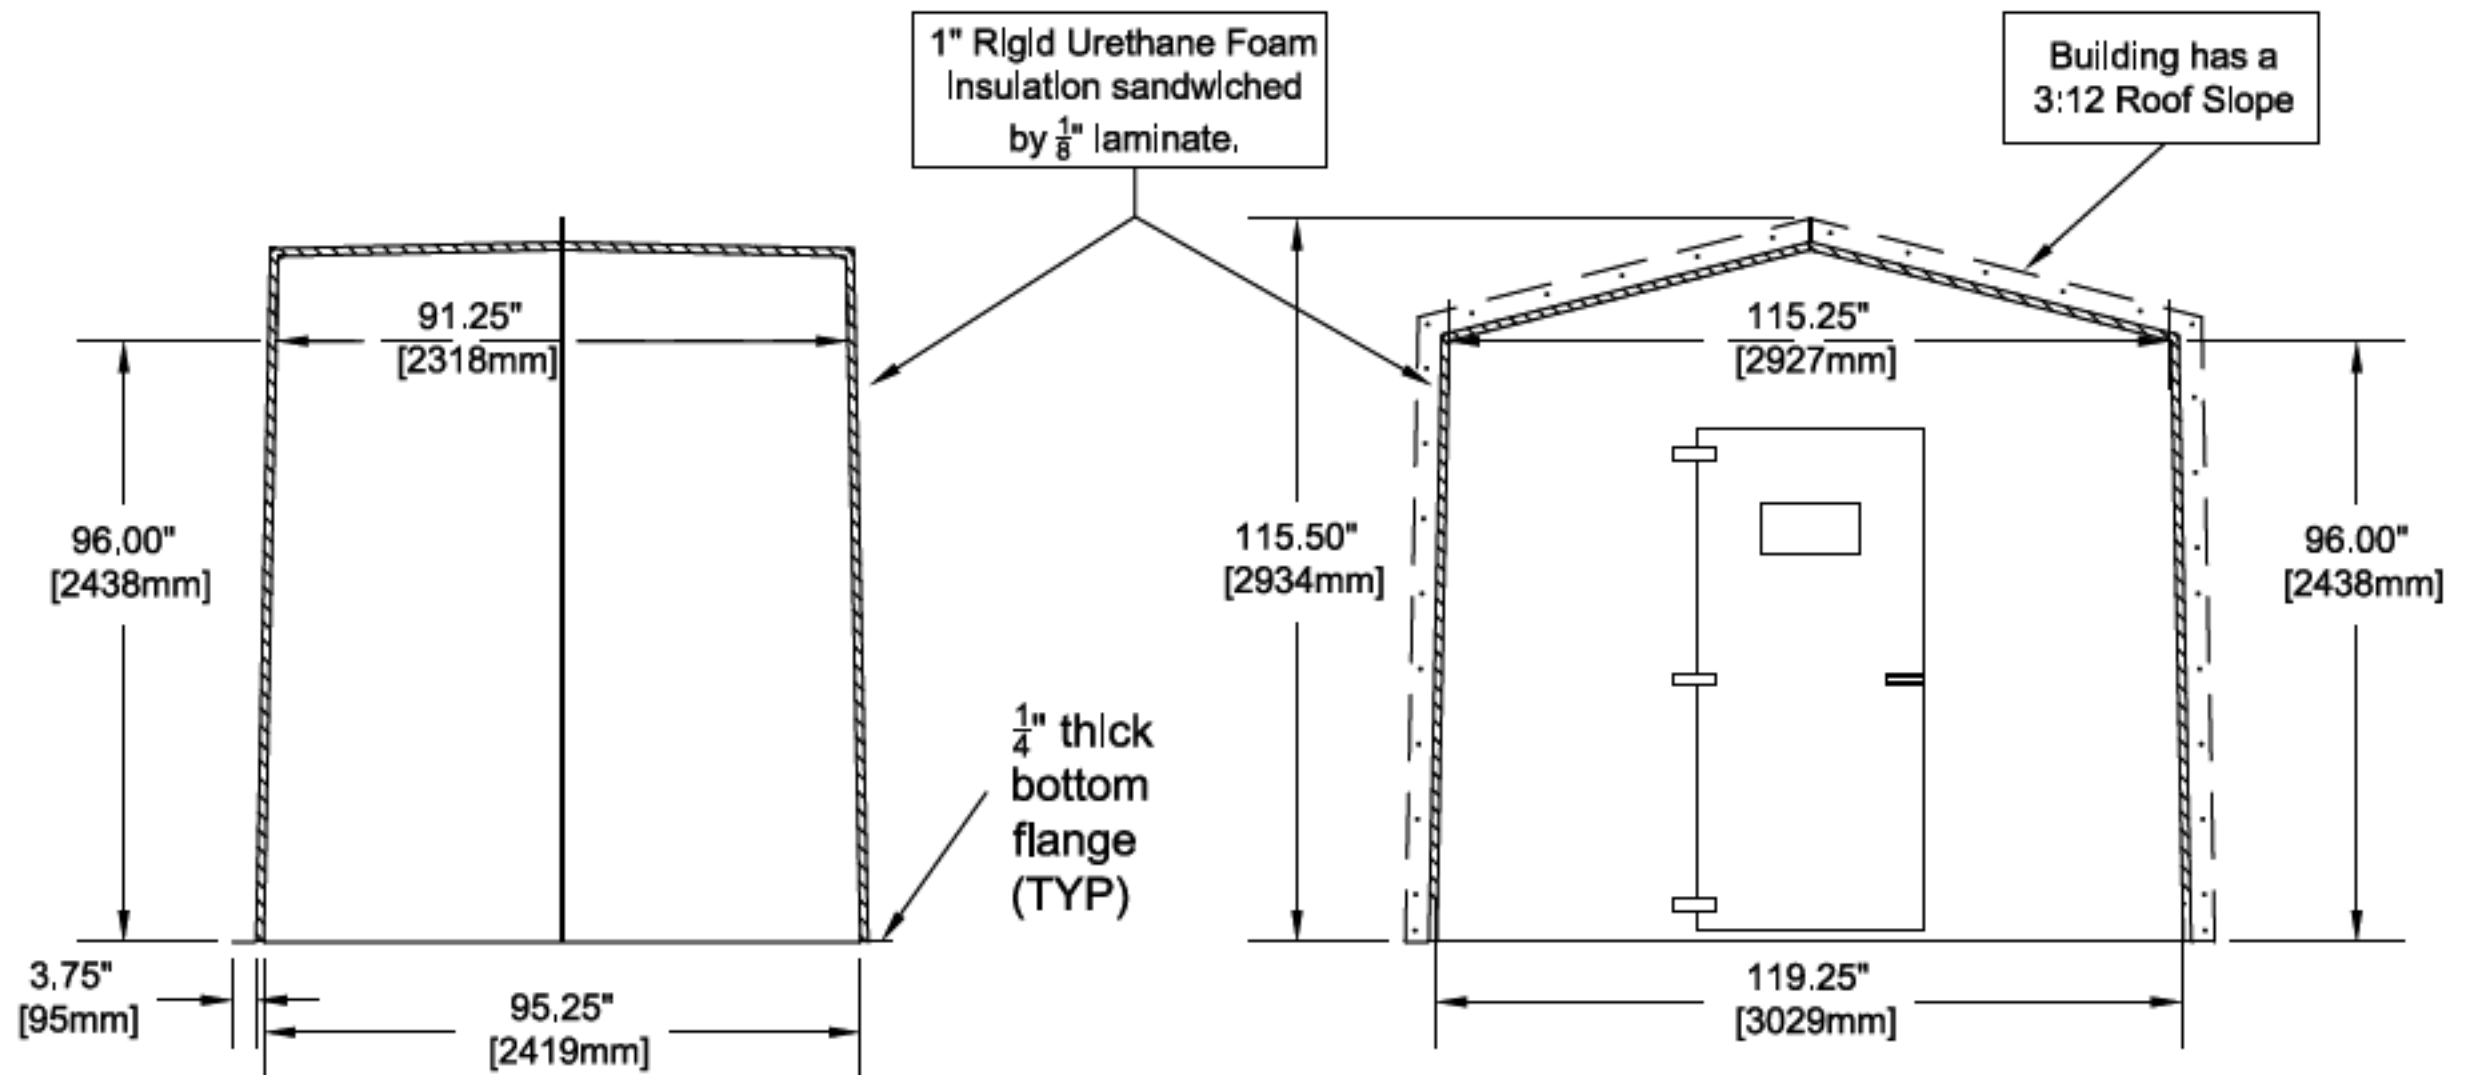 1" Rigid Urethane Foam
Insulation sandwiched
by 1/8" laminate.
Building has a
3:12 Roof Slope
91.25"
[2318mm]
115.25"
[2927mm]
96.00"
[2438mm]
115.50"
[2934mm]
96.00"
[2438mm]
1/4" thick
bottom
flange
(TYP)
3.75"
[95mm]
95.25"
[2419mm]
119.25"
[3029mm]